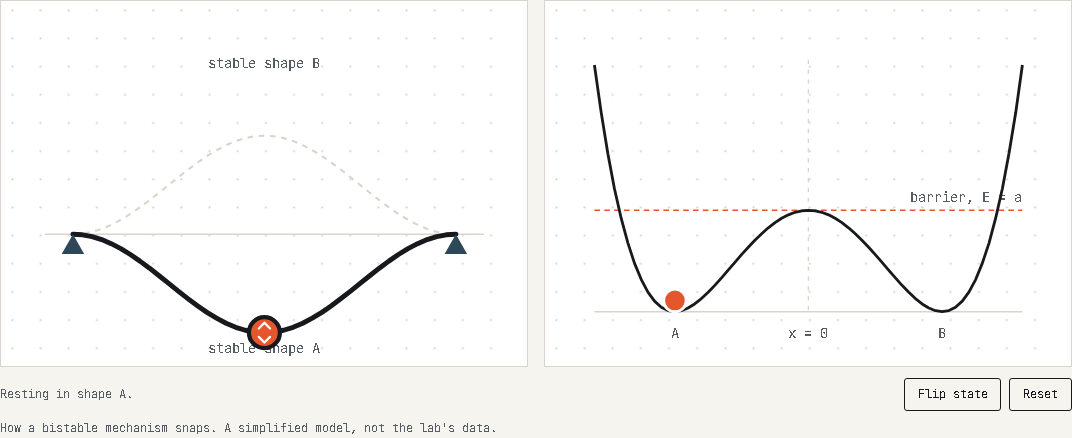 stable shape B
stable shape A
barrier, E = a
A
x = 0
B
Resting in shape A.
Flip state
Reset
How a bistable mechanism snaps. A simplified model, not the lab's data.